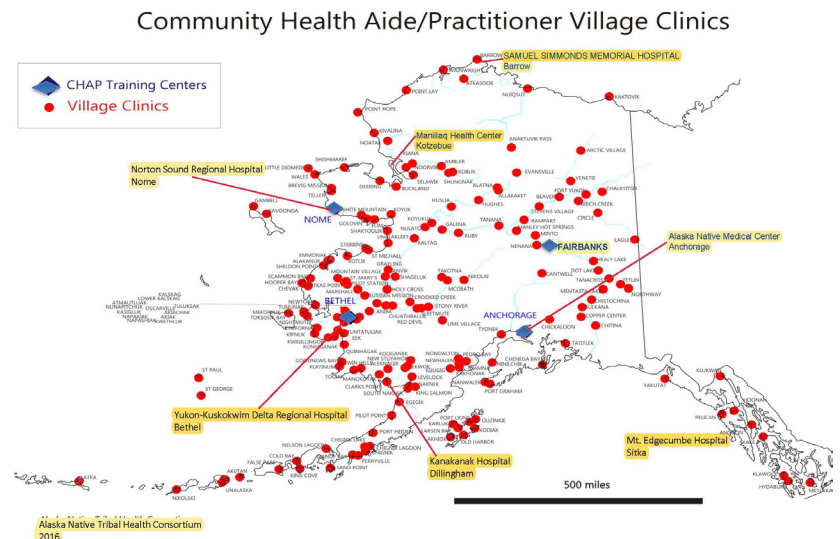 Community Health Aide/Practitioner Village Clinics
CHAP Training Centers
Village Clinics
BARROW
SAMUEL SIMMONDS MEMORIAL HOSPITAL
Barrow
WAINWRIGHT
ATKASOOK
POINT LAY
NUIQSUT
KAKTOVIK
POINT HOPE
KIVALINA
NOATAK
Maniilaq Health Center
Kotzebue
ANAKTUVUK PASS
ARCTIC VILLAGE
Norton Sound Regional Hospital
Nome
LITTLE DIOMEDE
SHISHMAREF
WALES
BREVIG MISSION
TELLER
DEERING
NOORVIK
SELAWIK
BUCKLAND
AMBLER
KOBUK
SHUNGNAK
EVANSVILLE
VENETIE
ALATNA
ALLAKAKET
FORT YUKON
CHALKYITSIK
BEAVER
BIRCH CREEK
STEVENS VILLAGE
CIRCLE
GAMBELL
SAVOONGA
NOME
WHITE MOUNTAIN
GOLOVIN
ELIM
KOYUK
SHAKTOOLIK
UNALAKLEET
HUSLIA
HUGHES
KOYUKUK
NULATO
GALENA
KALTAG
RUBY
TANANA
RAMPART
MANLEY HOT SPRINGS
MINTO
NENANA
FAIRBANKS
EAGLE
Alaska Native Medical Center
Anchorage
STEBBINS
ST MICHAEL
KOTLIK
EMMONAK
ALAKANUK
SHELDON POINT
GRAYLING
ANVIK
SHAGELUK
TAKOTNA
NIKOLAI
MCGRATH
CANTWELL
HEALY LAKE
DOT LAKE
TANACROSS
TETLIN
MENTASTA LAKE
NORTHWAY
CHISTOCHINA
GULKANA
COPPER CENTER
CHITINA
SCAMMON BAY
HOOPER BAY
CHEVAK
MOUNTAIN VILLAGE
ST. MARY'S
PILOT STATION
MARSHALL
RUSSIAN MISSION
HOLY CROSS
CROOKED CREEK
STONY RIVER
SLEETMUTE
CHUATHBALUK
RED DEVIL
LIME VILLAGE
ANIAK
KALSKAG
LOWER KALSKAG
ATMAUTLUAK
OSCARVILLE
TULUKSAK
NUNAPITCHUK
KASIGLUK
AKIACHAK
NAPAKIAK
AKIAK
NAPASKIAK
KWETHLUK
NEWTOK
TUNUNAK
MEKORYUK
TOKSOOK BAY
NIGHTMUTE
CHEFORNAK
KIPNUK
KWIGILLINGOK
KONGIGANAK
BETHEL
TUNTATULIAK
EEK
QUINHAGAK
GOODNEWS BAY
PLATINUM
TWIN HILLS
TOGIAK
MANOKOTAK
ALEKNAGIK
CLARKS POINT
KOLIGANEK
NEW STUYAHOK
LEVELOCK
IGIUGIG
NAKNEK
SOUTH NAKNEK
KING SALMON
EGEGIK
NONDALTON
NEWHALEN
PEDRO BAY
KOKHANOK
NANWALEK
PORT GRAHAM
NINILCHIK
TYONEK
ANCHORAGE
CHICKALOON
TATITLEK
CHENEGA BAY
ST PAUL
ST GEORGE
YAKUTAT
KLUKWAN
HOONAH
PELICAN
Yukon-Kuskokwim Delta Regional Hospital
Bethel
PILOT POINT
PORT HEIDEN
PORT LIONS
OUZINKIE
KARLUK
LARSEN BAY
KODIAK
AKHIOK
OLD HARBOR
Mt. Edgecumbe Hospital
Sitka
CHIGNIK LAGOON
CHIGNIK
PERRYVILLE
NELSON LAGOON
COLD BAY
FALSE PASS
SAND POINT
KING COVE
Kanakanak Hospital
Dillingham
AKUTAN
UNALASKA
NIKOLSKI
ATKA
KLAWOCK
HYDABURG
METLAKATLA
500 miles
Alaska Native Tribal Health Consortium
2016